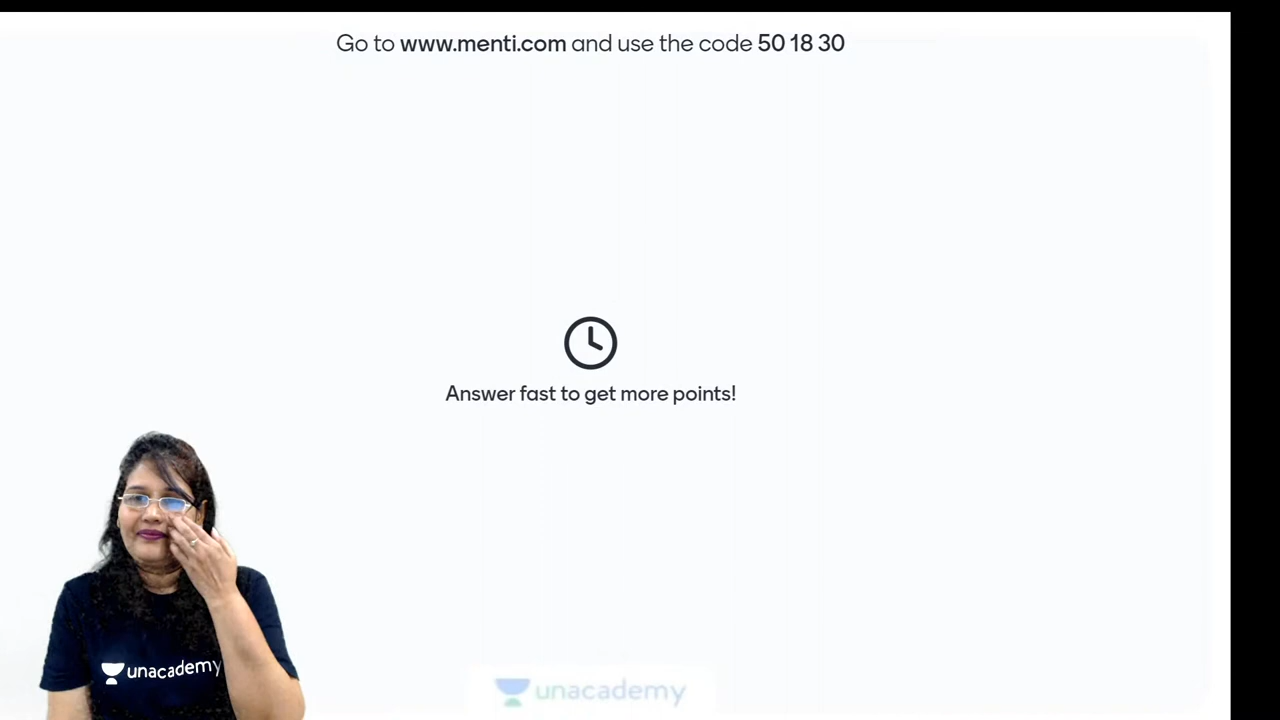 Go to www.menti.com and use the code 50 18 30
Answer fast to get more points!
unacademy
unacademy